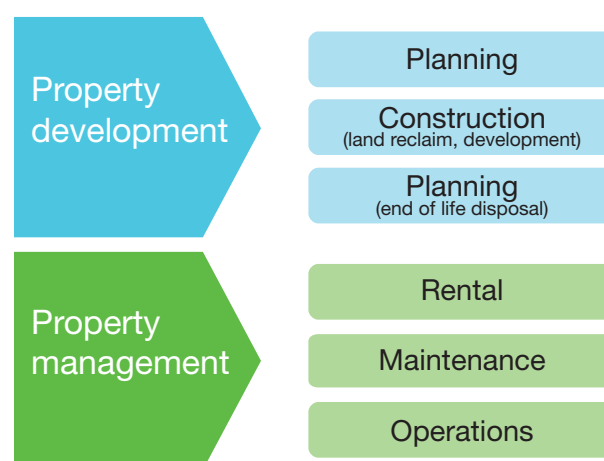 Property
development
Planning
Construction
(land reclaim, development)
Planning
(end of life disposal)
Property
management
Rental
Maintenance
Operations